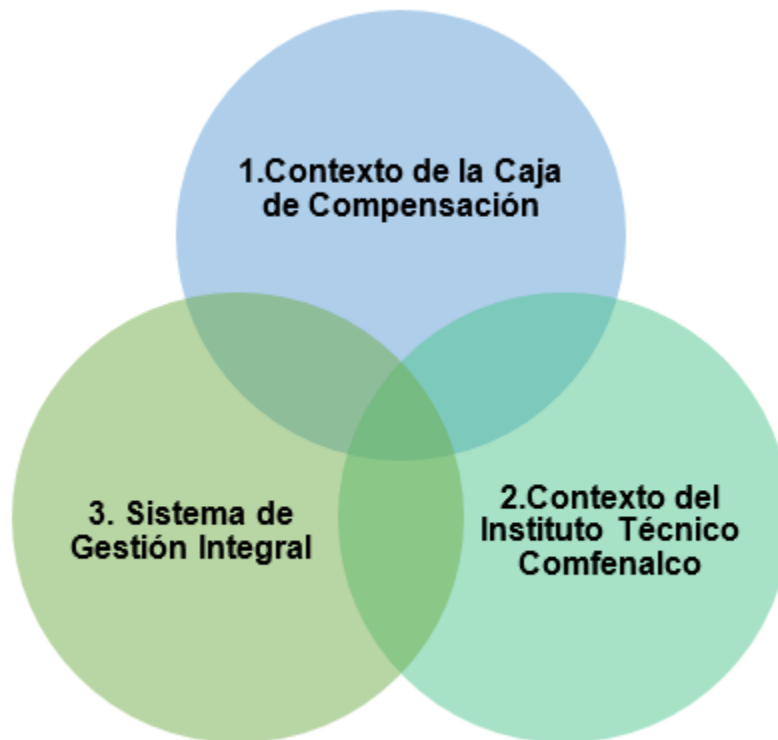 1.Contexto de la Caja
de Compensación
2.Contexto del
Instituto Técnico
Comfenalco
3. Sistema de
Gestión Integral